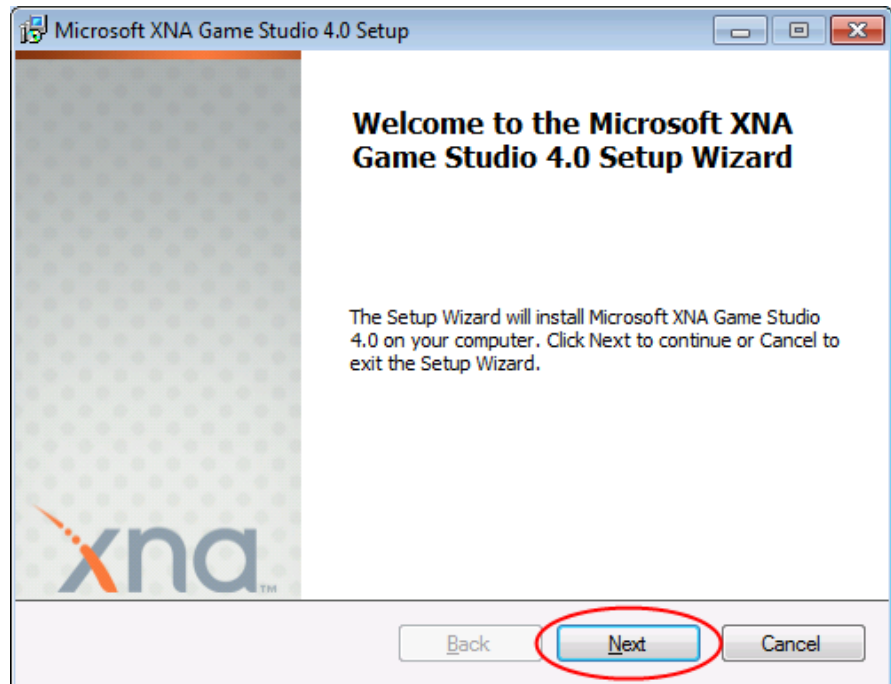 Microsoft XNA Game Studio 4.0 Setup
Welcome to the Microsoft XNA
Game Studio 4.0 Setup Wizard
The Setup Wizard will install Microsoft XNA Game Studio
4.0 on your computer. Click Next to continue or Cancel to
exit the Setup Wizard.
xna TM
Back Next Cancel